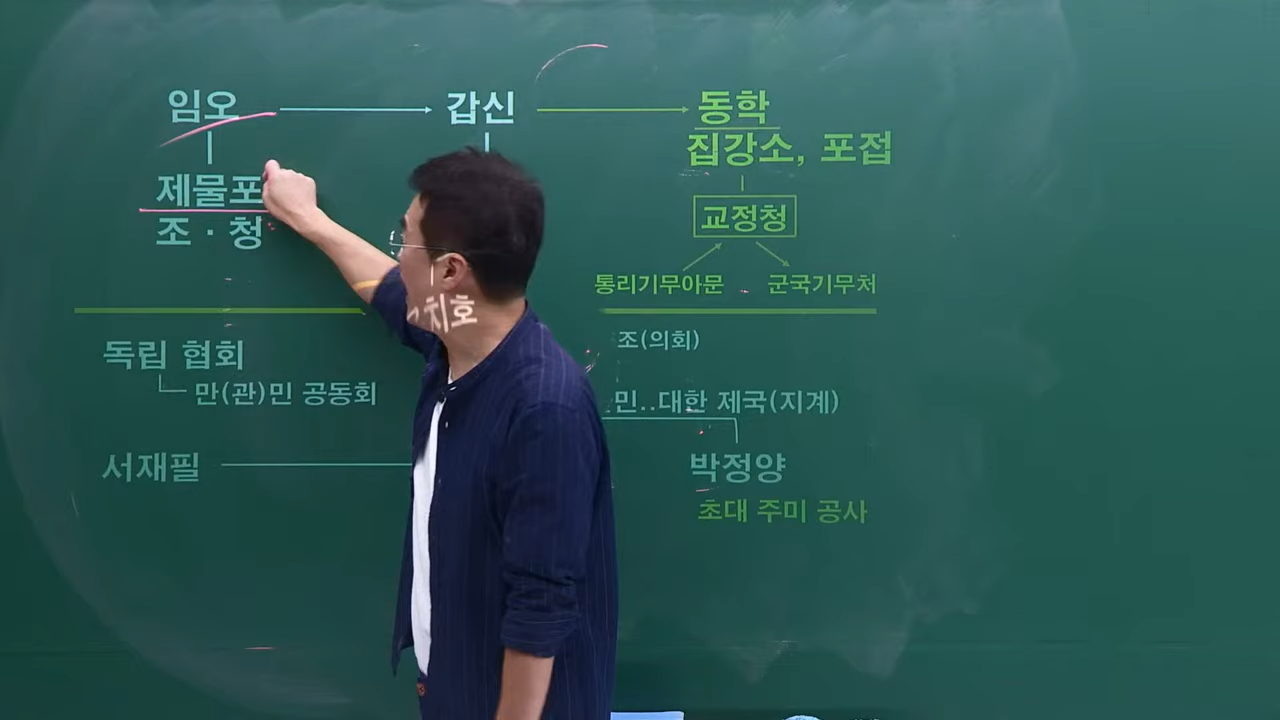 임오 갑신 동학
집강소, 포접
제물포
조 · 청
교정청
통리기무아문 군국기무처
치호
독립 협회 조(의회)
만(관)민 공동회 민..대한 제국(지계)
서재필 박정양
초대 주미 공사